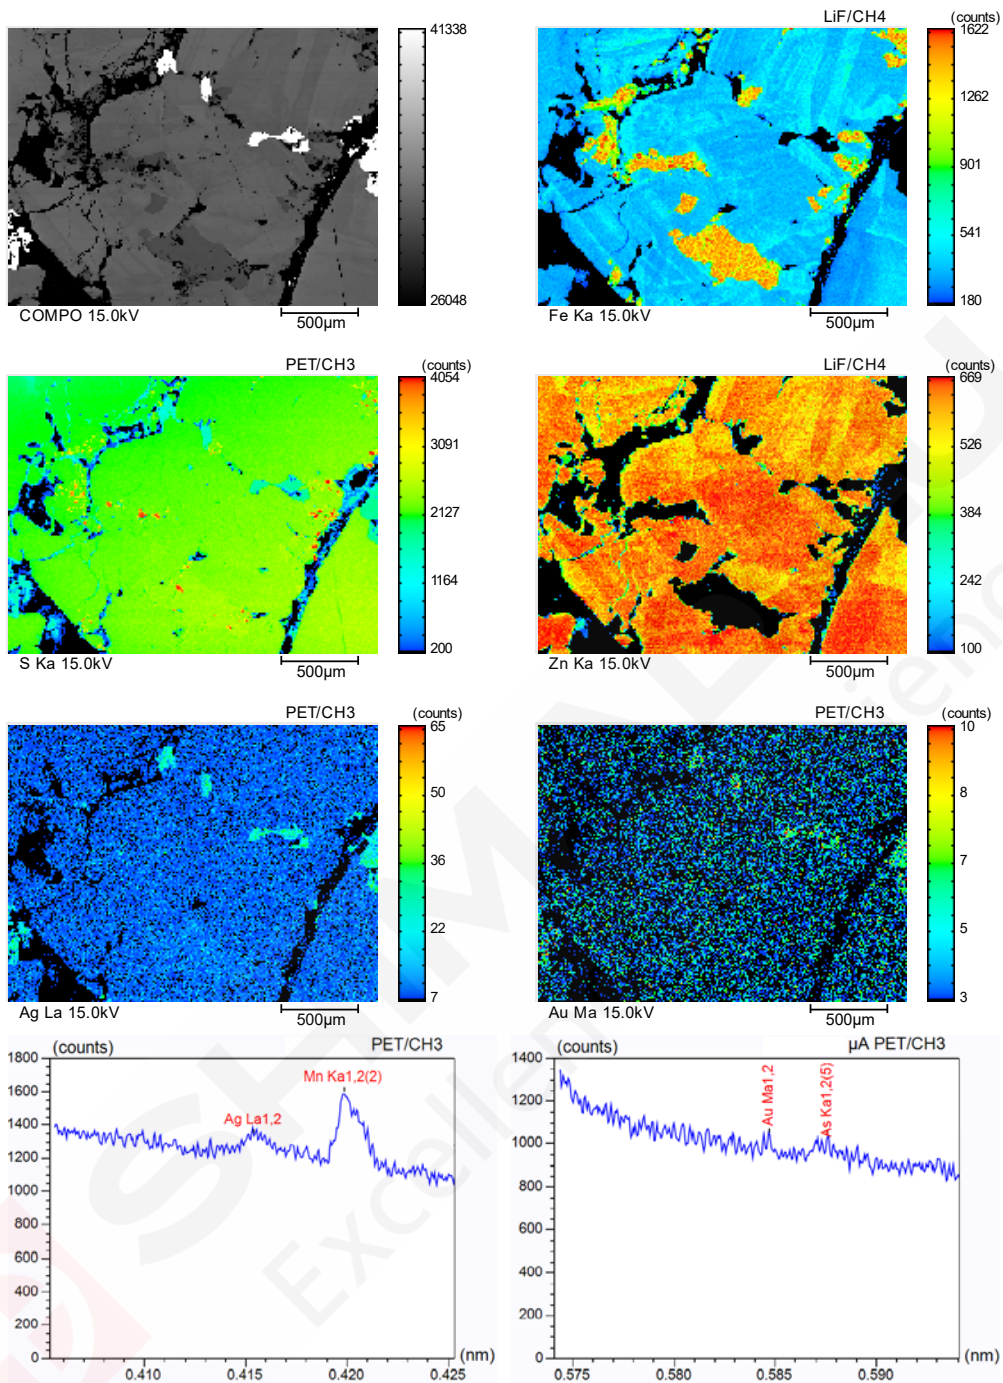 LiF/CH4 (counts)
41338
26048
COMPO 15.0kV
500μm
1622
1262
901
541
180
Fe Ka 15.0kV
500μm
PET/CH3 (counts)
4054
3091
2127
1164
200
S Ka 15.0kV
500μm
LiF/CH4 (counts)
669
526
384
242
100
Zn Ka 15.0kV
500μm
PET/CH3 (counts)
65
50
36
22
7
Ag La 15.0kV
500μm
PET/CH3 (counts)
10
8
7
5
3
Au Ma 15.0kV
500μm
(counts) PET/CH3
1800
1600
1400
1200
1000
800
600
400
200
0
Mn Ka1,2(2)
Ag La1,2
0.410 0.415 0.420 0.425 (nm)
(counts) μA PET/CH3
1400
1200
1000
800
600
400
200
0
Au Ma1,2
As Ka1,2(5)
0.575 0.580 0.585 0.590 (nm)